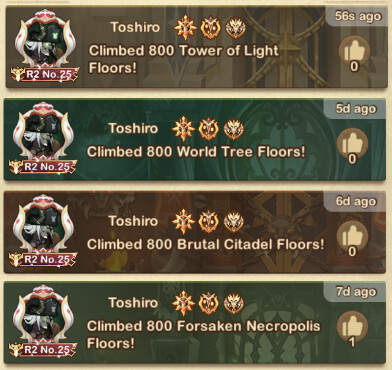 56s ago
Toshiro
Climbed 800 Tower of Light
Floors!
R2 No.25
0
5d ago
Toshiro
Climbed 800 World Tree Floors!
R2 No.25
0
6d ago
Toshiro
Climbed 800 Brutal Citadel Floors!
R2 No.25
0
7d ago
Toshiro
Climbed 800 Forsaken Necropolis
Floors!
R2 No.25
1